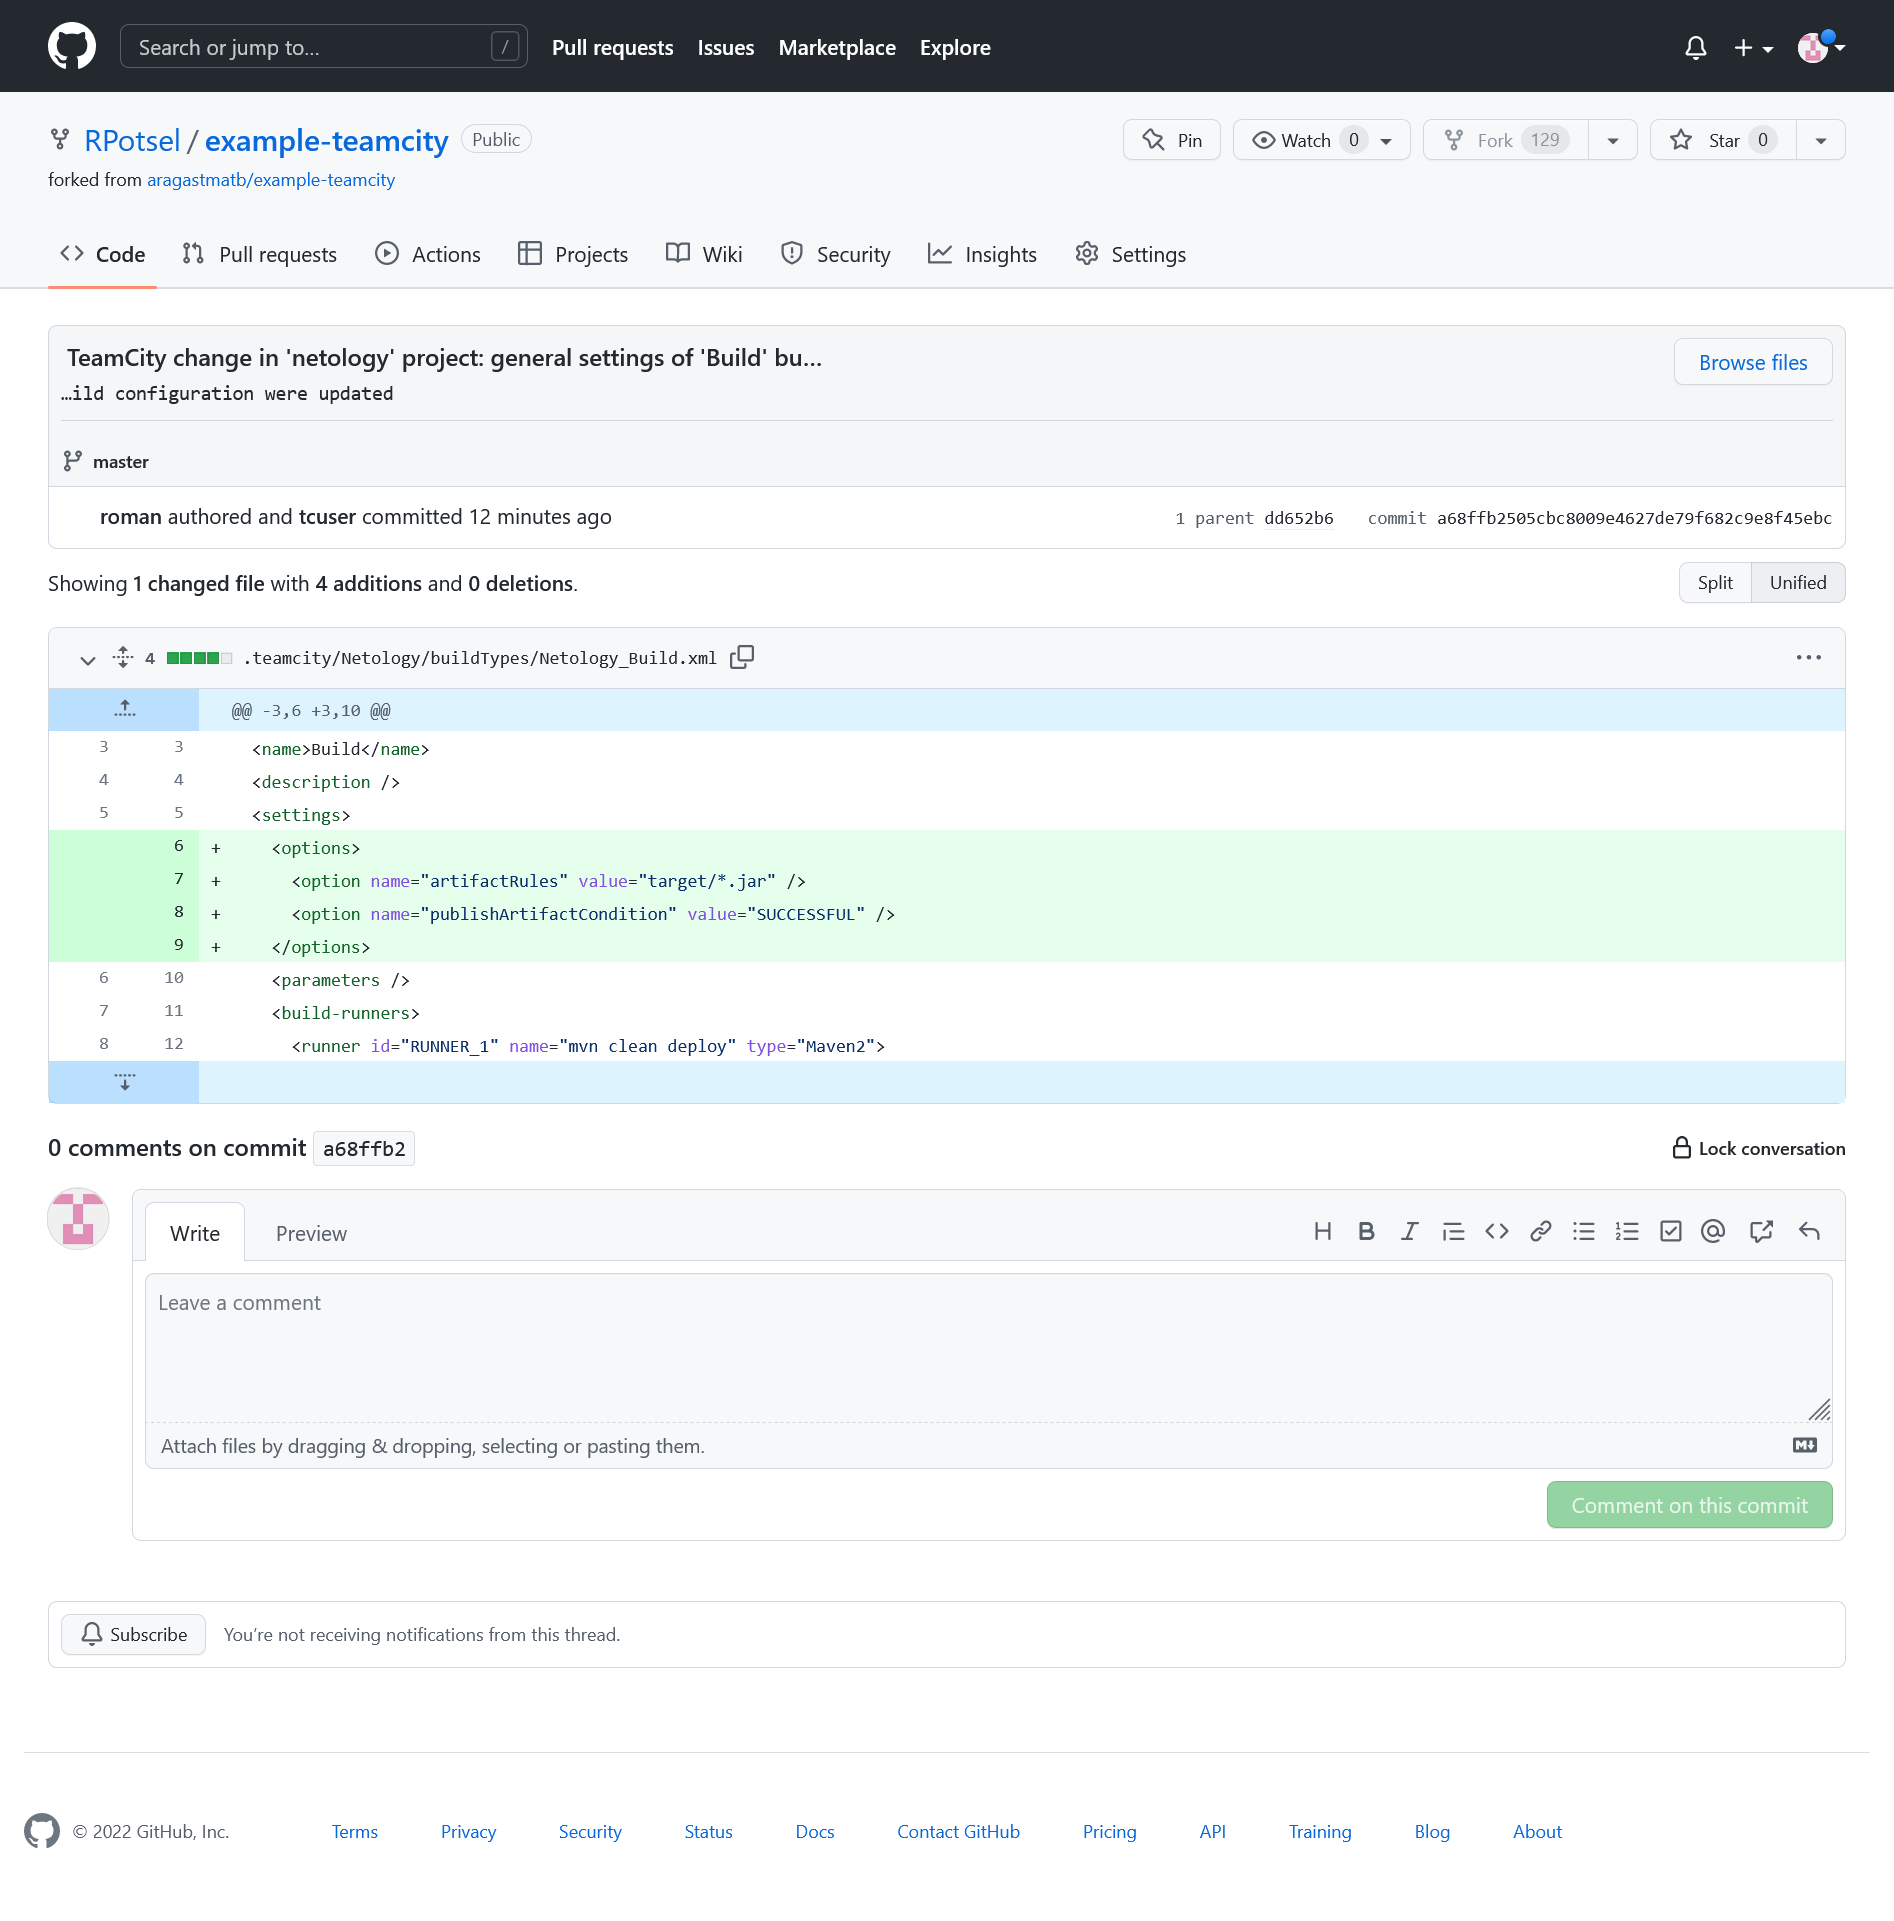 Search or jump to... /
Pull requests Issues Marketplace Explore
RPotsel / example-teamcity Public
Pin Watch 0 Fork 129 Star 0
forked from aragastmatb/example-teamcity
Code Pull requests Actions Projects Wiki Security Insights Settings
TeamCity change in 'netology' project: general settings of 'Build' bu...
Browse files
…ild configuration were updated
master
roman authored and tcuser committed 12 minutes ago
1 parent dd652b6 commit a68ffb2505cbc8009e4627de79f682c9e8f45ebc
Showing 1 changed file with 4 additions and 0 deletions.
Split Unified
4 .teamcity/Netology/buildTypes/Netology_Build.xml
@@ -3,6 +3,10 @@
3 3 <name>Build</name>
4 4 <description />
5 5 <settings>
6 + <options>
7 + <option name="artifactRules" value="target/*.jar" />
8 + <option name="publishArtifactCondition" value="SUCCESSFUL" />
9 + </options>
6 10 <parameters />
7 11 <build-runners>
8 12 <runner id="RUNNER_1" name="mvn clean deploy" type="Maven2">
0 comments on commit a68ffb2
Lock conversation
Write Preview
Leave a comment
Attach files by dragging & dropping, selecting or pasting them.
Comment on this commit
Subscribe You’re not receiving notifications from this thread.
© 2022 GitHub, Inc. Terms Privacy Security Status Docs Contact GitHub Pricing API Training Blog About